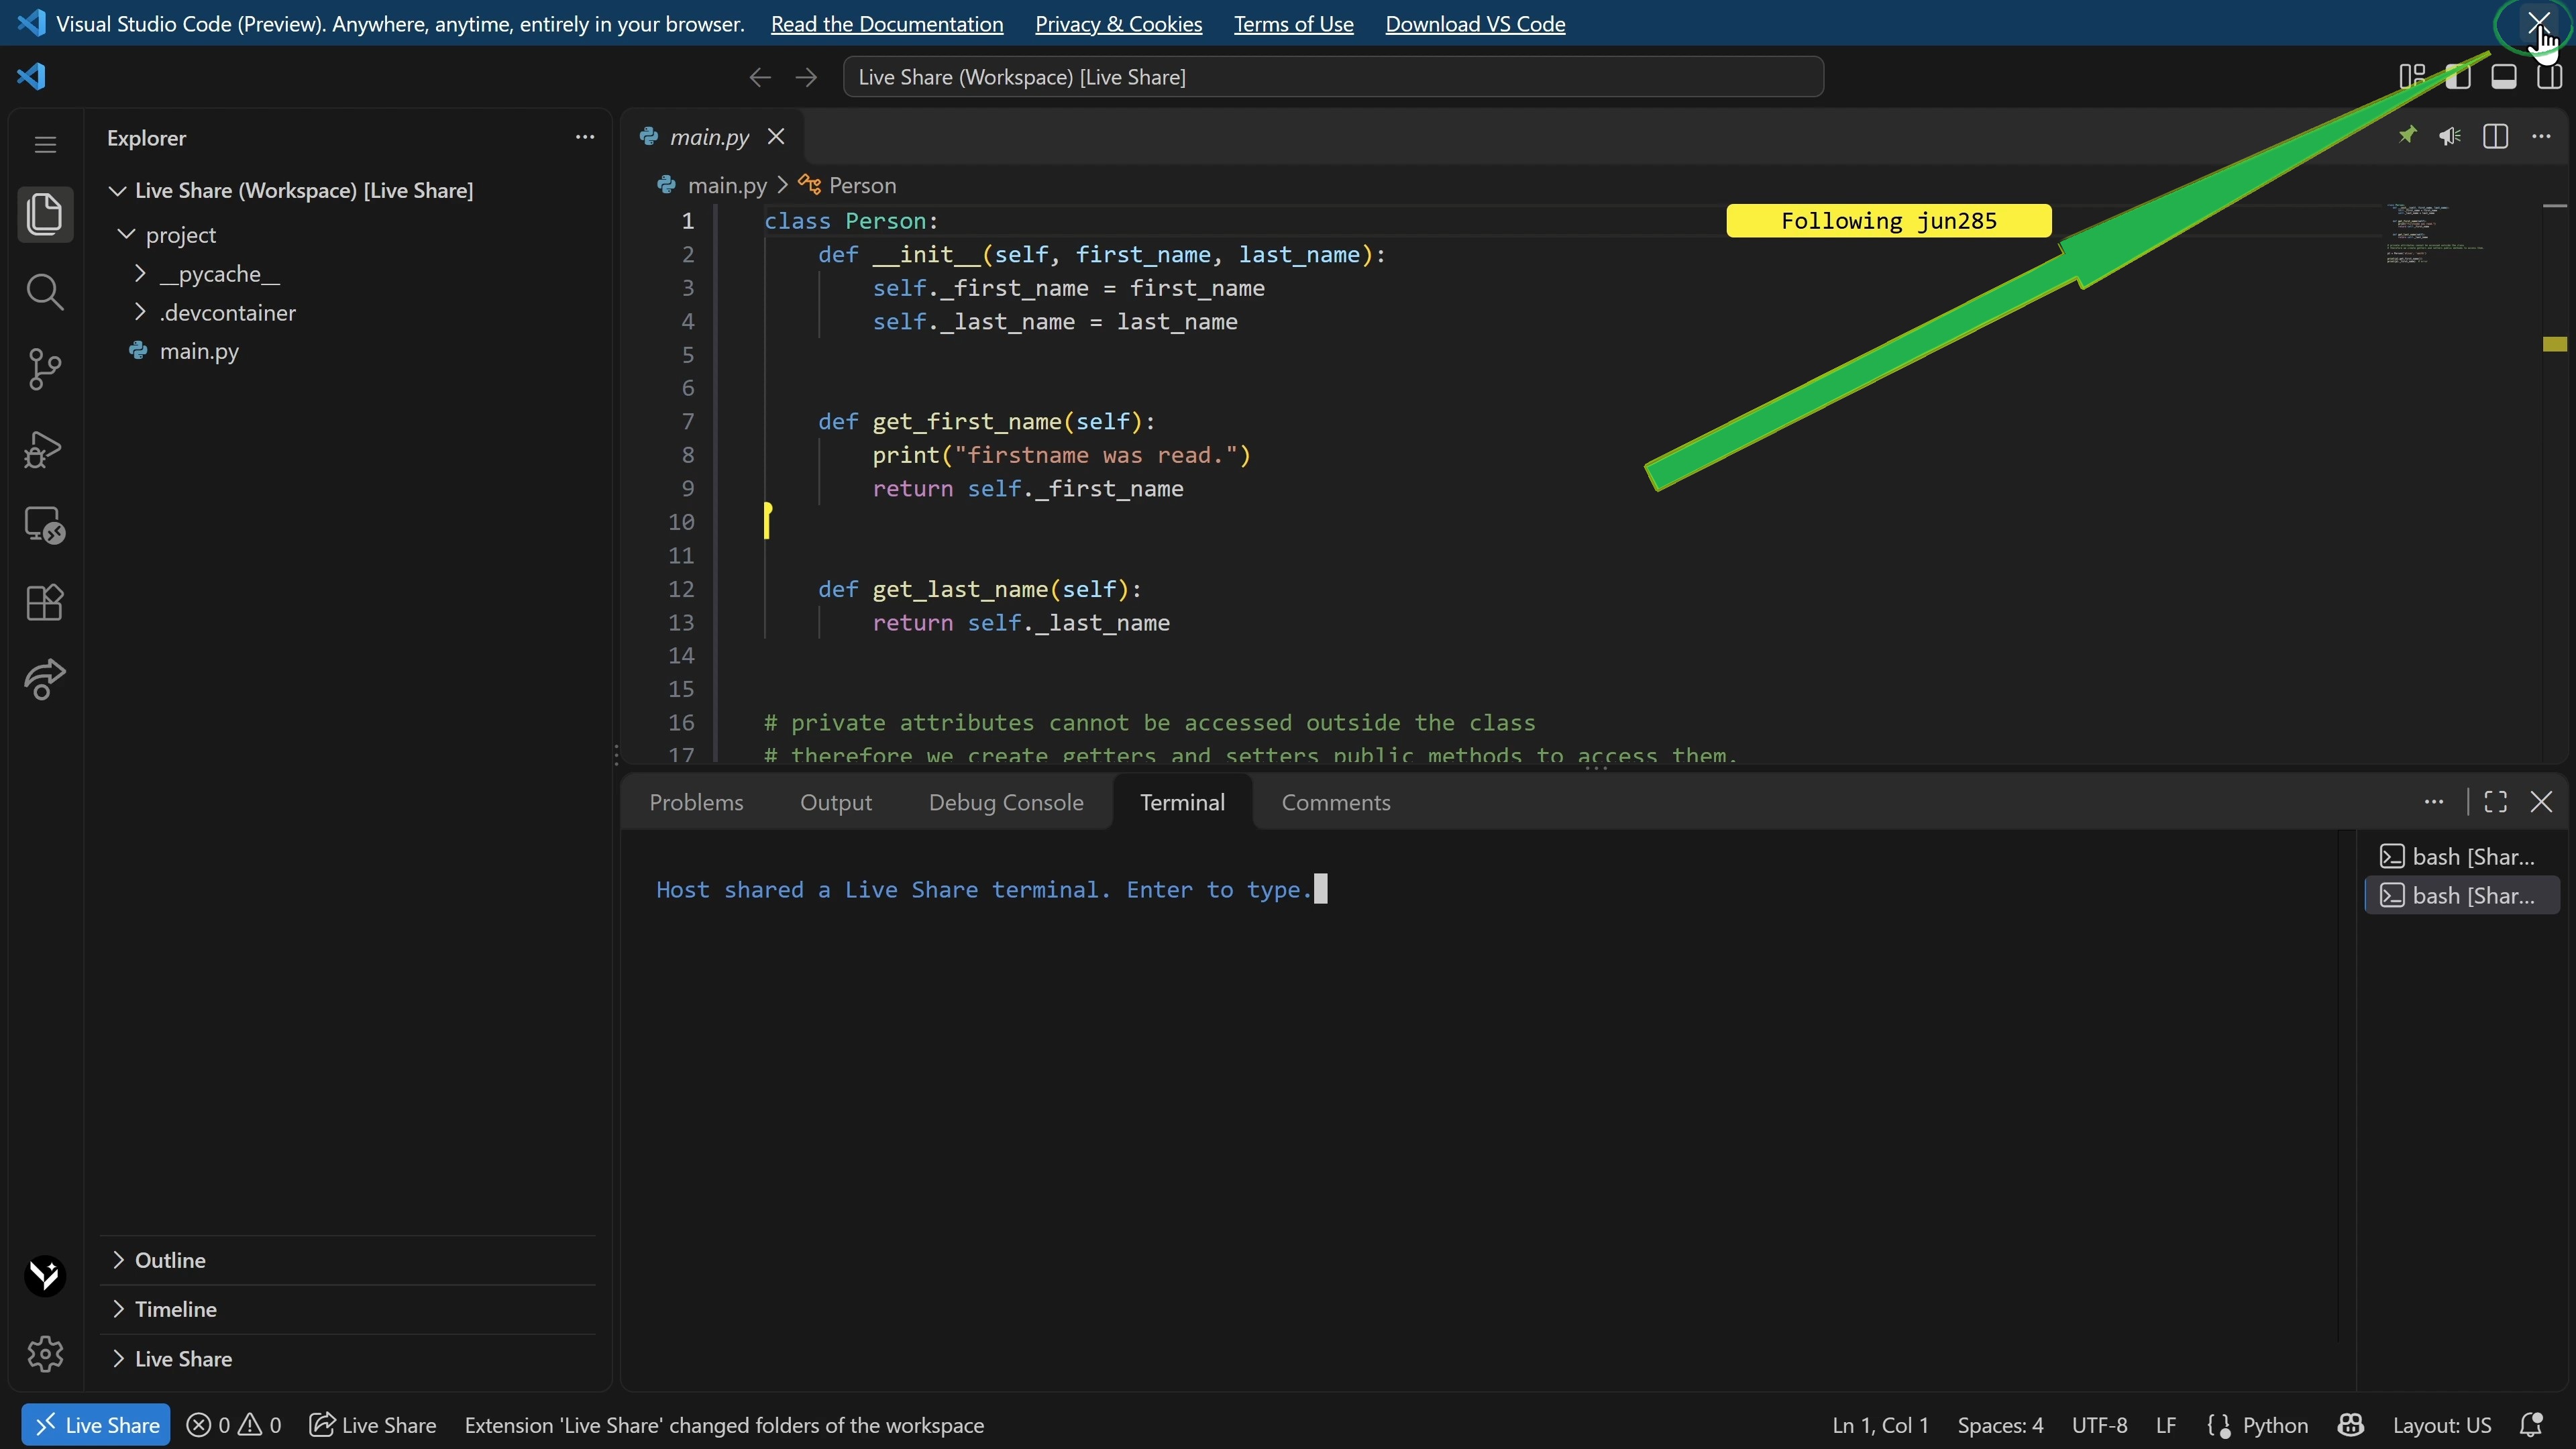 Visual Studio Code (Preview). Anywhere, anytime, entirely in your browser. Read the Documentation Privacy & Cookies Terms of Use Download VS Code
Live Share (Workspace) [Live Share]
Explorer
Live Share (Workspace) [Live Share]
project
__pycache__
.devcontainer
main.py
Outline
Timeline
Live Share
main.py
main.py > Person
Following jun285
1 class Person:
2 def __init__(self, first_name, last_name):
3 self._first_name = first_name
4 self._last_name = last_name
5
6
7 def get_first_name(self):
8 print("firstname was read.")
9 return self._first_name
10
11
12 def get_last_name(self):
13 return self._last_name
14
15
16 # private attributes cannot be accessed outside the class
17 # therefore we create getters and setters public methods to access them.
Problems Output Debug Console Terminal Comments
Host shared a Live Share terminal. Enter to type.
bash [Shar...
bash [Shar...
Live Share 0 0 Live Share Extension 'Live Share' changed folders of the workspace Ln 1, Col 1 Spaces: 4 UTF-8 LF {} Python Layout: US